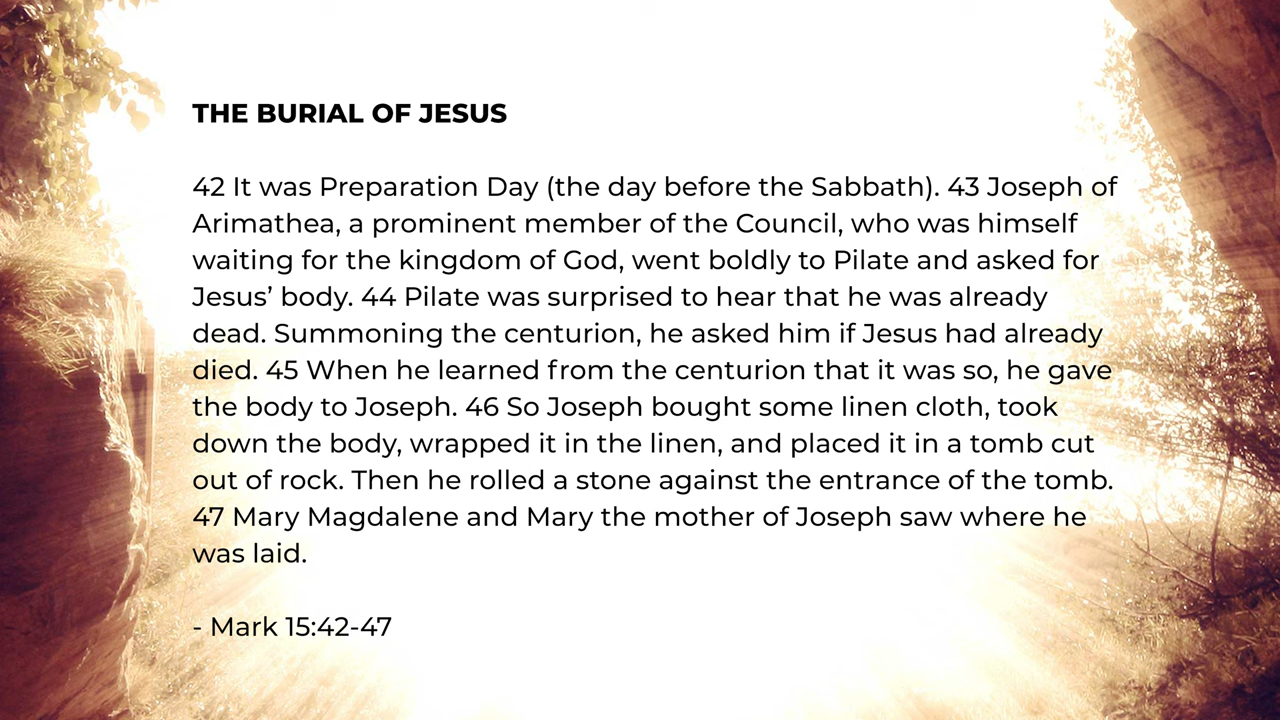 THE BURIAL OF JESUS
42 It was Preparation Day (the day before the Sabbath). 43 Joseph of
Arimathea, a prominent member of the Council, who was himself
waiting for the kingdom of God, went boldly to Pilate and asked for
Jesus’ body. 44 Pilate was surprised to hear that he was already
dead. Summoning the centurion, he asked him if Jesus had already
died. 45 When he learned from the centurion that it was so, he gave
the body to Joseph. 46 So Joseph bought some linen cloth, took
down the body, wrapped it in the linen, and placed it in a tomb cut
out of rock. Then he rolled a stone against the entrance of the tomb.
47 Mary Magdalene and Mary the mother of Joseph saw where he
was laid.
- Mark 15:42-47